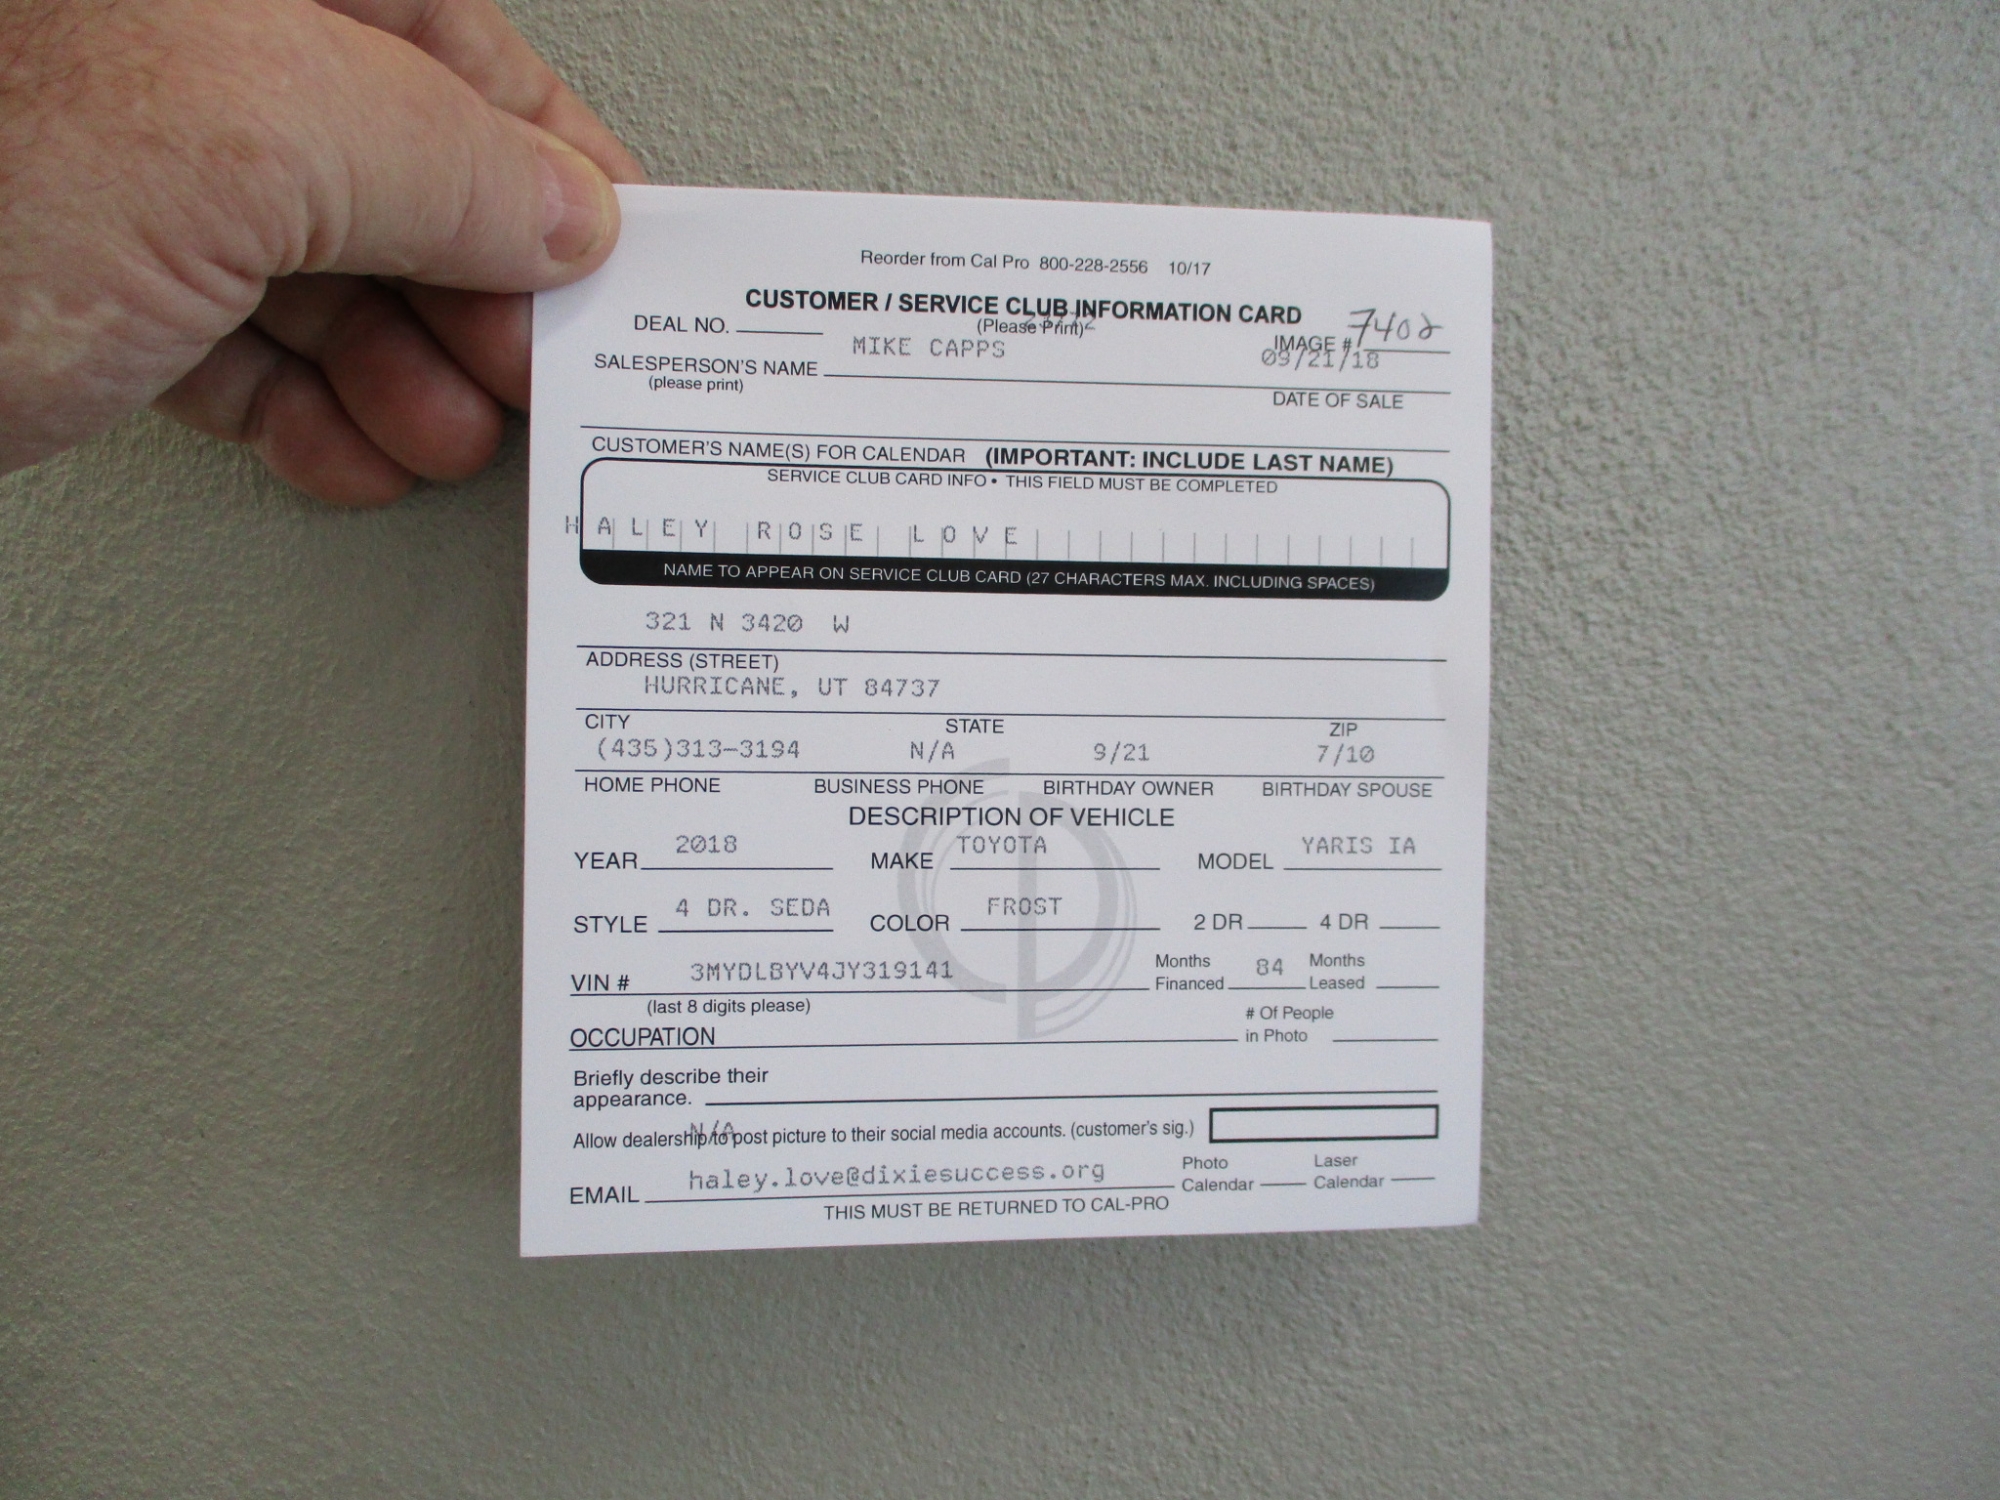 Reorder from Cal Pro 800-228-2556 10/17
CUSTOMER / SERVICE CLUB INFORMATION CARD
DEAL NO. (Please Print) IMAGE # 7402
SALESPERSON'S NAME MIKE CAPPS 09/21/18
(please print) DATE OF SALE
CUSTOMER'S NAME(S) FOR CALENDAR (IMPORTANT: INCLUDE LAST NAME)
SERVICE CLUB CARD INFO • THIS FIELD MUST BE COMPLETED
HALEY ROSE LOVE
NAME TO APPEAR ON SERVICE CLUB CARD (27 CHARACTERS MAX. INCLUDING SPACES)
321 N 3420 W
ADDRESS (STREET)
HURRICANE, UT 84737
CITY STATE ZIP
(435)313-3194 N/A 9/21 7/10
HOME PHONE BUSINESS PHONE BIRTHDAY OWNER BIRTHDAY SPOUSE
DESCRIPTION OF VEHICLE
YEAR 2018 MAKE TOYOTA MODEL YARIS IA
STYLE 4 DR. SEDA COLOR FROST 2 DR 4 DR
VIN # 3MYDLBYV4JY319141 Months Financed 84 Months Leased
(last 8 digits please)
OCCUPATION # Of People in Photo
Briefly describe their
appearance.
N/A
Allow dealership to post picture to their social media accounts. (customer's sig.)
EMAIL haley.love@dixiesuccess.org Photo Calendar Laser Calendar
THIS MUST BE RETURNED TO CAL-PRO